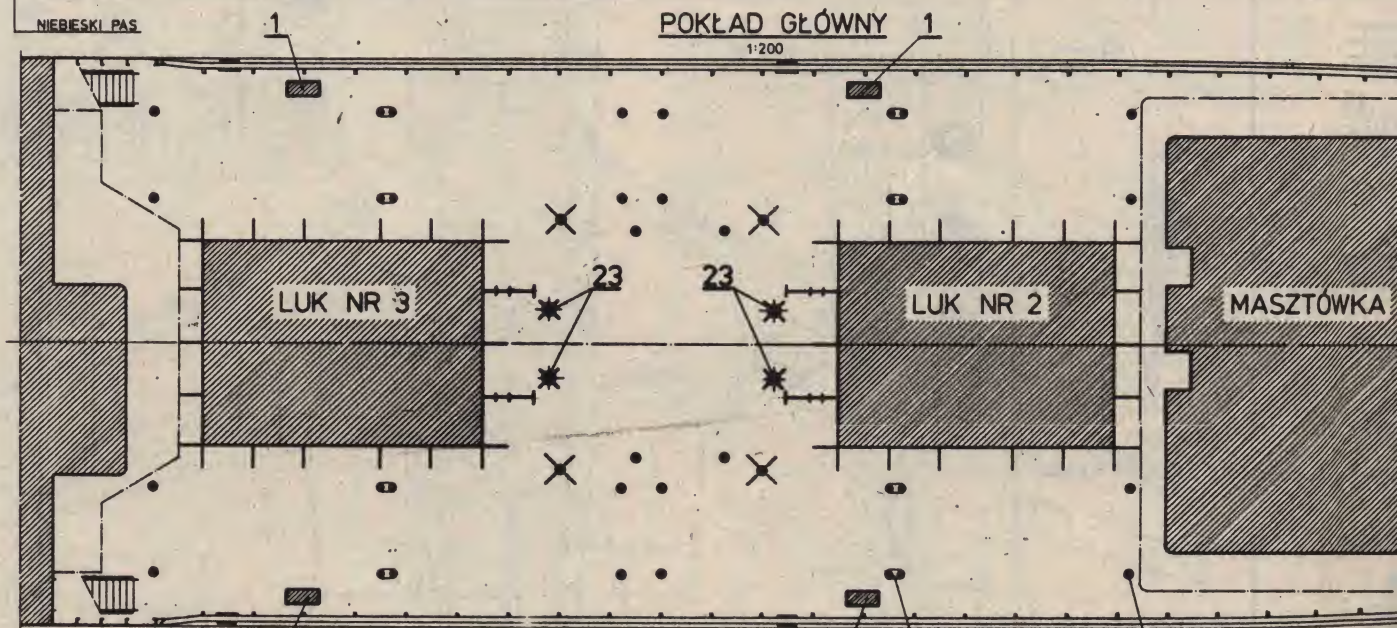 NIEBIESKI PAS
1
POKŁAD GŁÓWNY
1
1:200
23
23
LUK NR 3
LUK NR 2
MASZTÓWKA